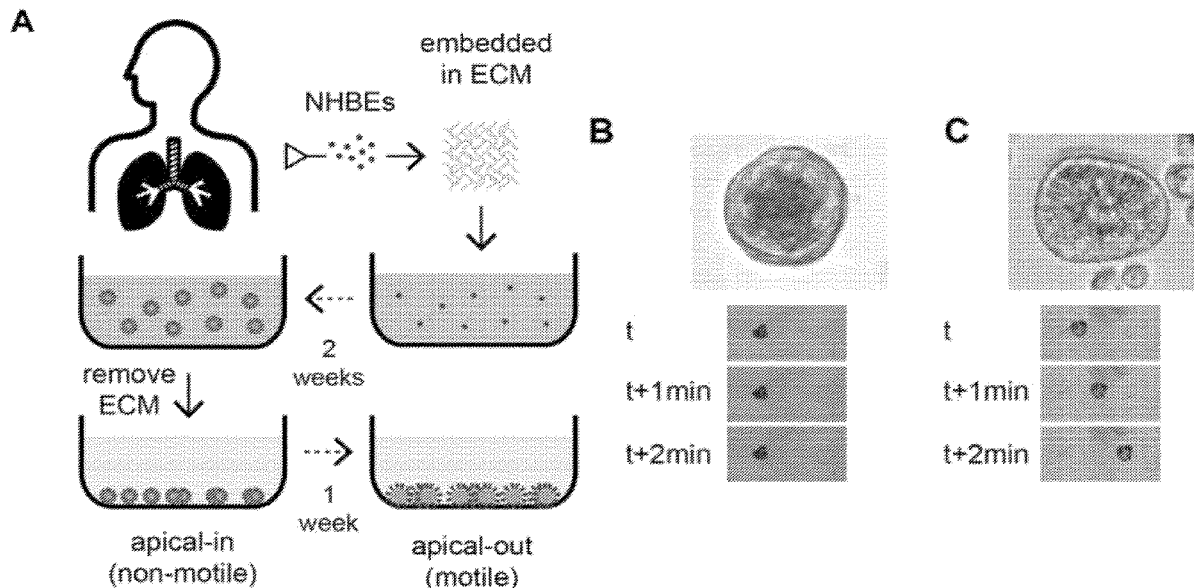 A
embedded
in ECM
NHBEs
2
weeks
remove
ECM
1
week
apical-in
(non-motile)
apical-out
(motile)
B
t
t+1min
t+2min
C
t
t+1min
t+2min